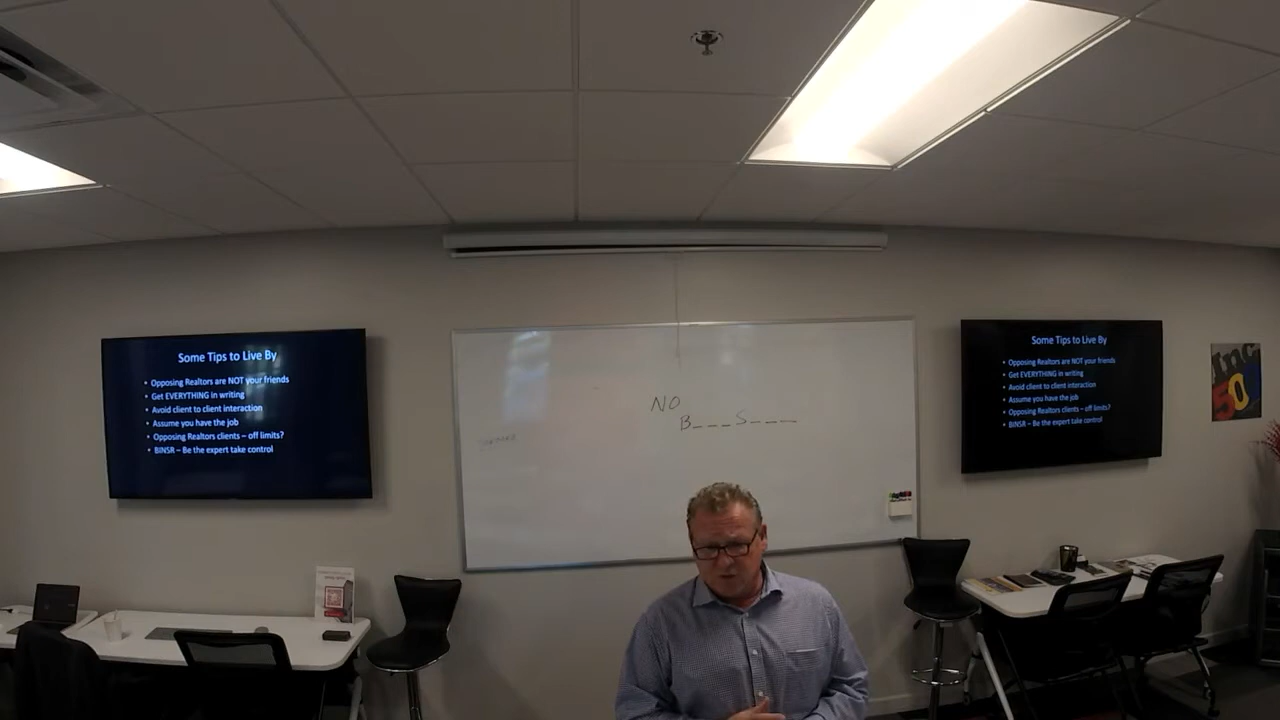 Some Tips to Live By
• Opposing Realtors are NOT your friends
• Get EVERYTHING in writing
• Avoid client to client interaction
• Assume you have the job
• Opposing Realtors clients – off limits?
• BINSR – Be the expert take control
NO
B___S___
Some Tips to Live By
• Opposing Realtors are NOT your friends
• Get EVERYTHING in writing
• Avoid client to client interaction
• Assume you have the job
• Opposing Realtors clients – off limits?
• BINSR – Be the expert take control
Inc
500